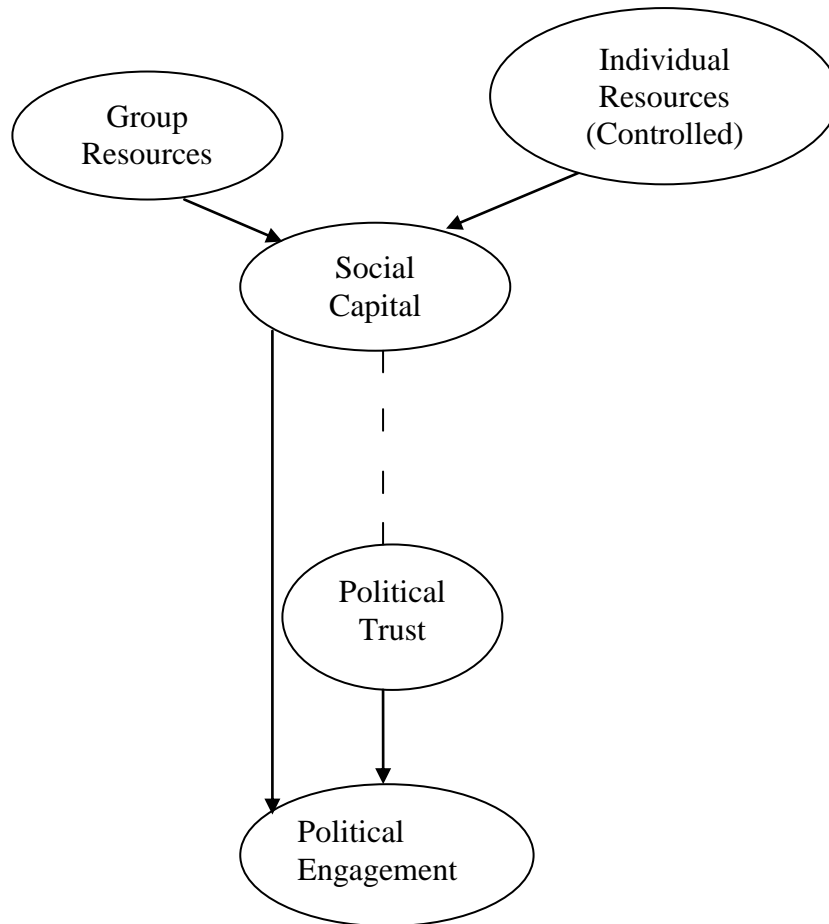 Group
Resources
Individual
Resources
(Controlled)
Social
Capital
Political
Trust
Political
Engagement